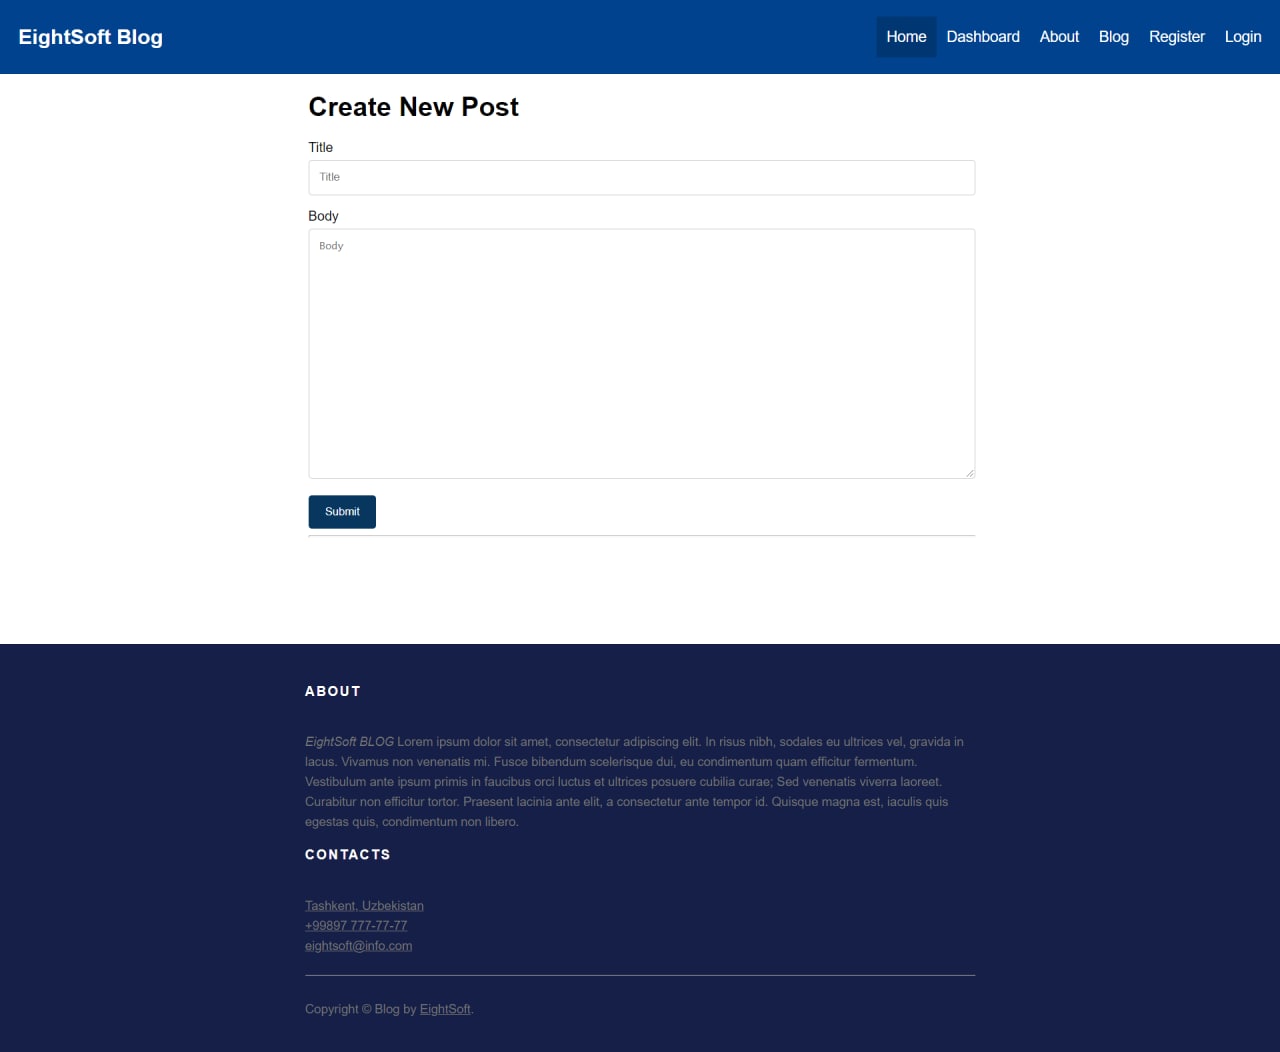 EightSoft Blog
Home Dashboard About Blog Register Login
Create New Post
Title
Title
Body
Body
Submit
ABOUT
EightSoft BLOG Lorem ipsum dolor sit amet, consectetur adipiscing elit. In risus nibh, sodales eu ultrices vel, gravida in
lacus. Vivamus non venenatis mi. Fusce bibendum scelerisque dui, eu condimentum quam efficitur fermentum.
Vestibulum ante ipsum primis in faucibus orci luctus et ultrices posuere cubilia curae; Sed venenatis viverra laoreet.
Curabitur non efficitur tortor. Praesent lacinia ante elit, a consectetur ante tempor id. Quisque magna est, iaculis quis
egestas quis, condimentum non libero.
CONTACTS
Tashkent, Uzbekistan
+99897 777-77-77
eightsoft@info.com
Copyright © Blog by EightSoft.